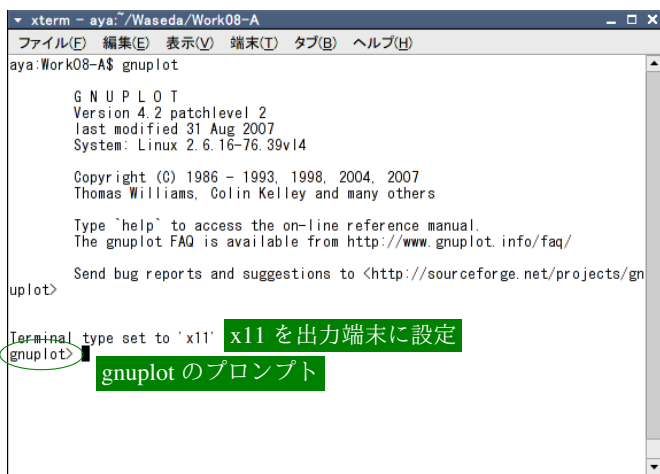 xterm - aya:~/Waseda/Work08-A
ファイル(F) 編集(E) 表示(V) 端末(T) タブ(B) ヘルプ(H)
aya:Work08-A$ gnuplot
G N U P L O T
Version 4.2 patchlevel 2
last modified 31 Aug 2007
System: Linux 2.6.16-76.39vl4
Copyright (C) 1986 - 1993, 1998, 2004, 2007
Thomas Williams, Colin Kelley and many others
Type `help` to access the on-line reference manual.
The gnuplot FAQ is available from http://www.gnuplot.info/faq/
Send bug reports and suggestions to <http://sourceforge.net/projects/gn
uplot>
Terminal type set to 'x11' x11 を出力端末に設定
gnuplot>
gnuplot のプロンプト